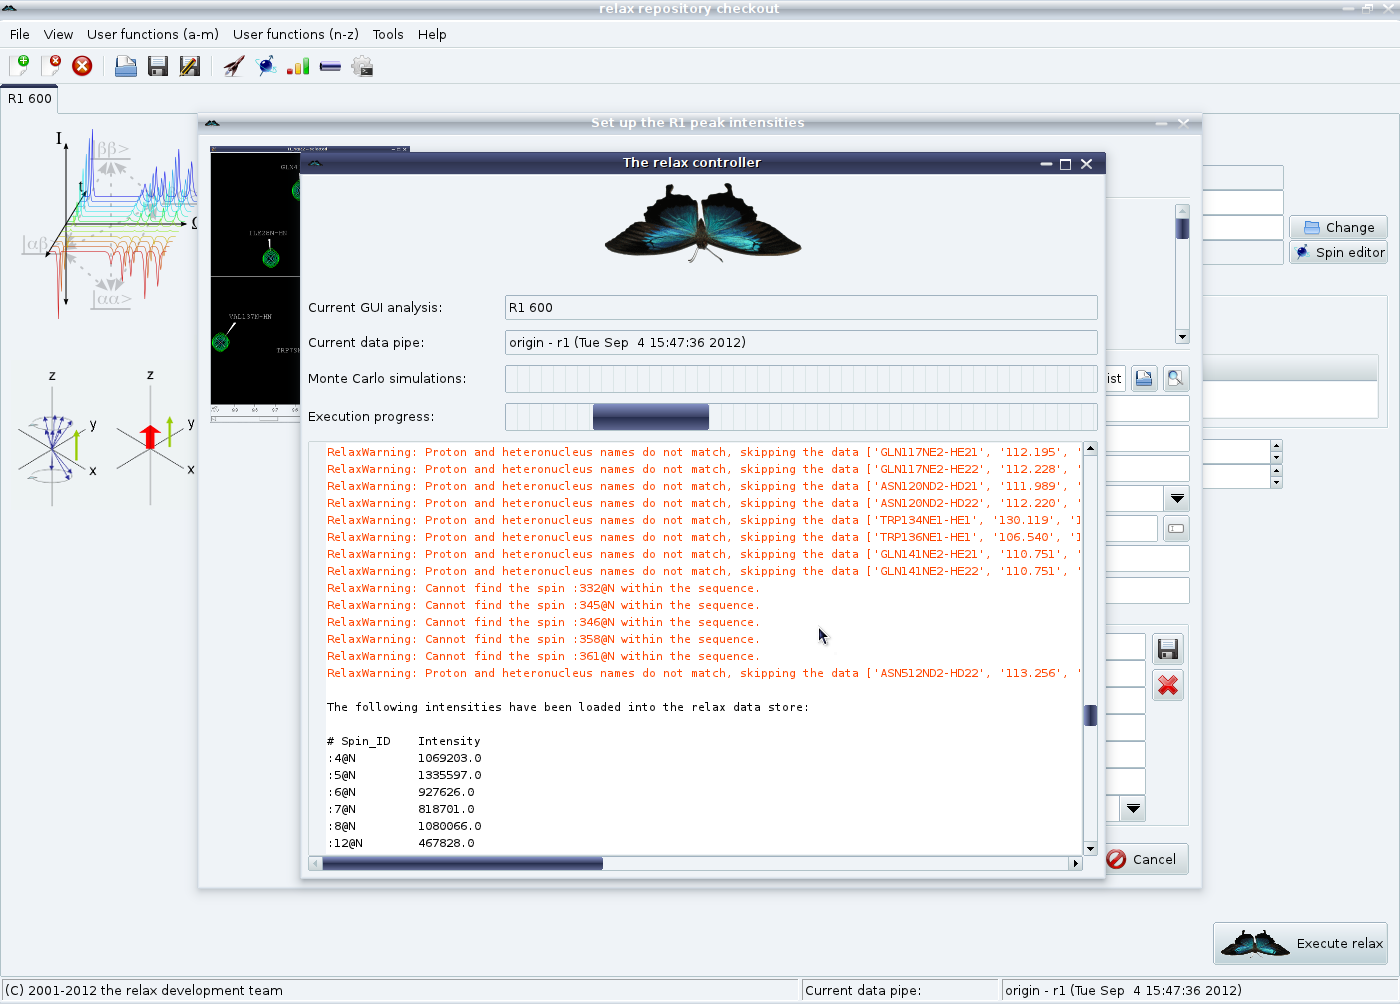 relax repository checkout
File View User functions (a-m) User functions (n-z) Tools Help
R1 600
Set up the R1 peak intensities
The relax controller
I
|ββ>
t
|αβ
|αα>
z
y
x
z
y
x
VAL137N-HN
Change
Spin editor
Current GUI analysis: R1 600
Current data pipe: origin - r1 (Tue Sep  4 15:47:36 2012)
Monte Carlo simulations:
ist
Execution progress:
RelaxWarning: Proton and heteronucleus names do not match, skipping the data ['GLN117NE2-HE21', '112.195', '
RelaxWarning: Proton and heteronucleus names do not match, skipping the data ['GLN117NE2-HE22', '112.228', '
RelaxWarning: Proton and heteronucleus names do not match, skipping the data ['ASN120ND2-HD21', '111.989', '
RelaxWarning: Proton and heteronucleus names do not match, skipping the data ['ASN120ND2-HD22', '112.220', '
RelaxWarning: Proton and heteronucleus names do not match, skipping the data ['TRP134NE1-HE1', '130.119', '1
RelaxWarning: Proton and heteronucleus names do not match, skipping the data ['TRP136NE1-HE1', '106.540', '1
RelaxWarning: Proton and heteronucleus names do not match, skipping the data ['GLN141NE2-HE21', '110.751', '
RelaxWarning: Proton and heteronucleus names do not match, skipping the data ['GLN141NE2-HE22', '110.751', '
RelaxWarning: Cannot find the spin :332@N within the sequence.
RelaxWarning: Cannot find the spin :345@N within the sequence.
RelaxWarning: Cannot find the spin :346@N within the sequence.
RelaxWarning: Cannot find the spin :358@N within the sequence.
RelaxWarning: Cannot find the spin :361@N within the sequence.
RelaxWarning: Proton and heteronucleus names do not match, skipping the data ['ASN512ND2-HD22', '113.256', '
The following intensities have been loaded into the relax data store:
# Spin_ID    Intensity
:4@N         1069203.0
:5@N         1335597.0
:6@N         927626.0
:7@N         818701.0
:8@N         1080066.0
:12@N        467828.0
Cancel
Execute relax
(C) 2001-2012 the relax development team
Current data pipe: origin - r1 (Tue Sep  4 15:47:36 2012)